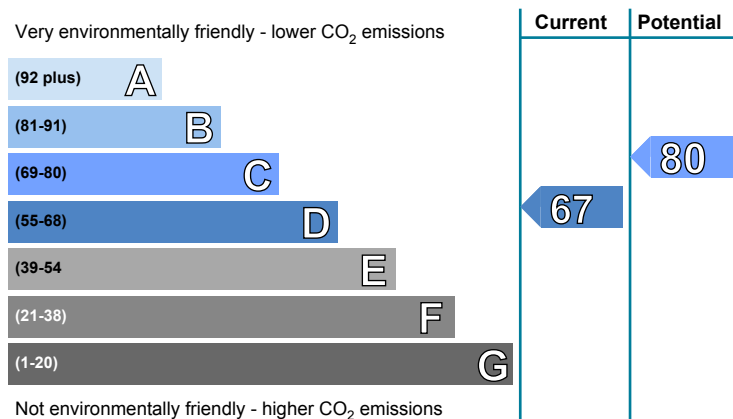 Very environmentally friendly - lower CO2 emissions
Current
Potential
(92 plus) A
(81-91) B
(69-80) C
80
(55-68) D
67
(39-54 E
(21-38) F
(1-20) G
Not environmentally friendly - higher CO2 emissions